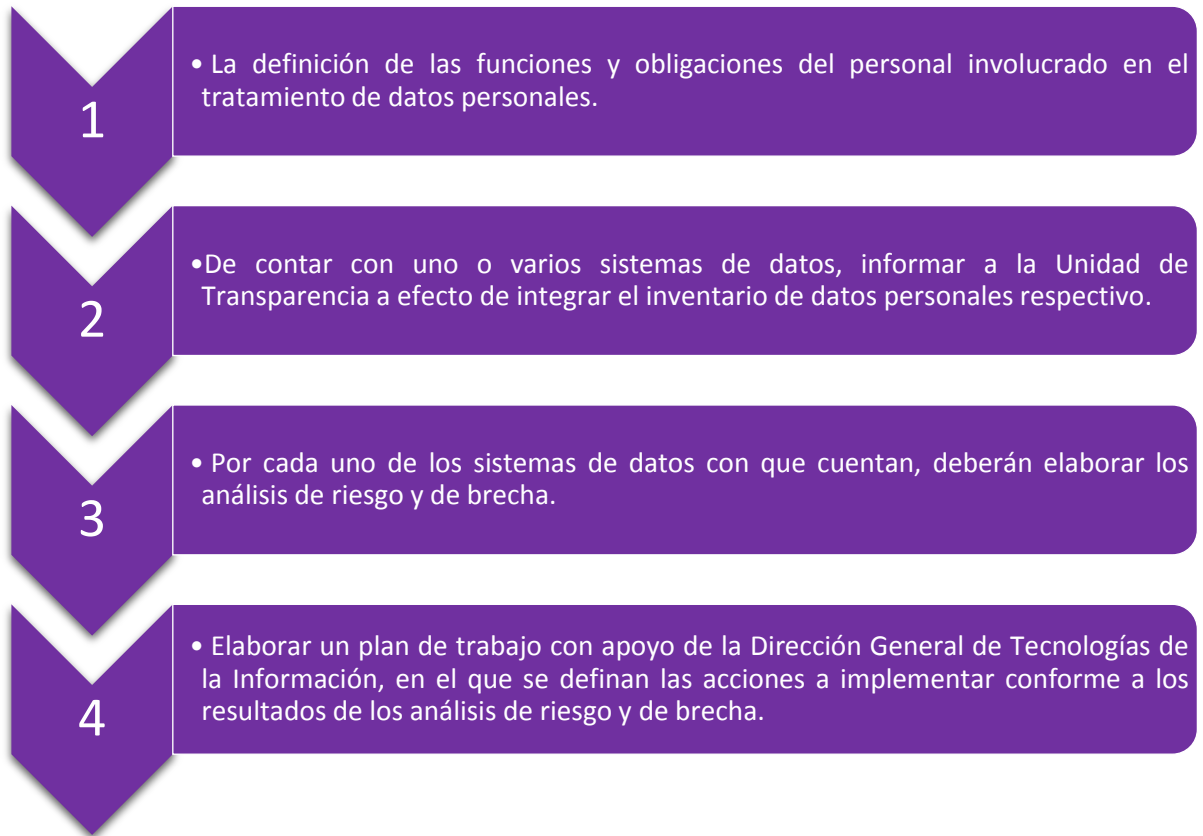 1
• La definición de las funciones y obligaciones del personal involucrado en el
tratamiento de datos personales.
2
•De contar con uno o varios sistemas de datos, informar a la Unidad de
Transparencia a efecto de integrar el inventario de datos personales respectivo.
3
• Por cada uno de los sistemas de datos con que cuentan, deberán elaborar los
análisis de riesgo y de brecha.
4
• Elaborar un plan de trabajo con apoyo de la Dirección General de Tecnologías de
la Información, en el que se definan las acciones a implementar conforme a los
resultados de los análisis de riesgo y de brecha.